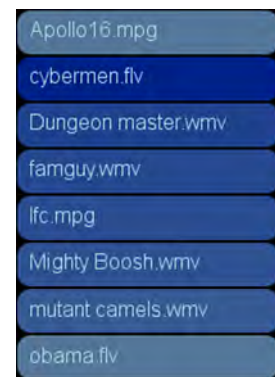 Apollo16.mpg
cybermen.flv
Dungeon master.wmv
famguy.wmv
lfc.mpg
Mighty Boosh.wmv
mutant camels.wmv
obama.flv